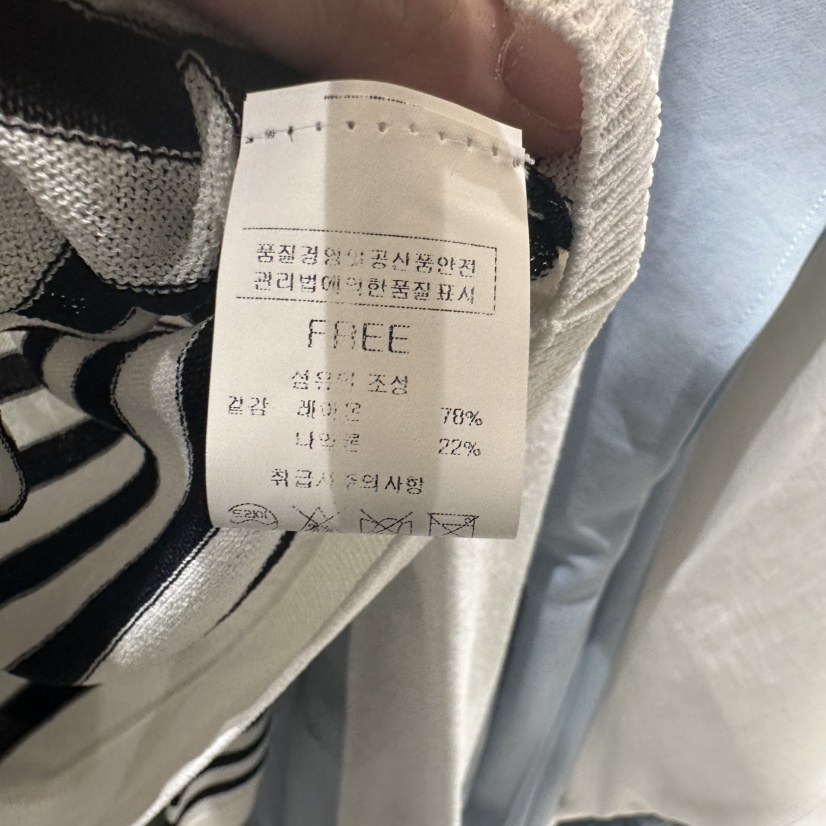 품질경영및공산품안전
관리법에의한품질표시
FREE
섬유의 조성
겉감 레이온 78%
나일론 22%
취급시 주의사항